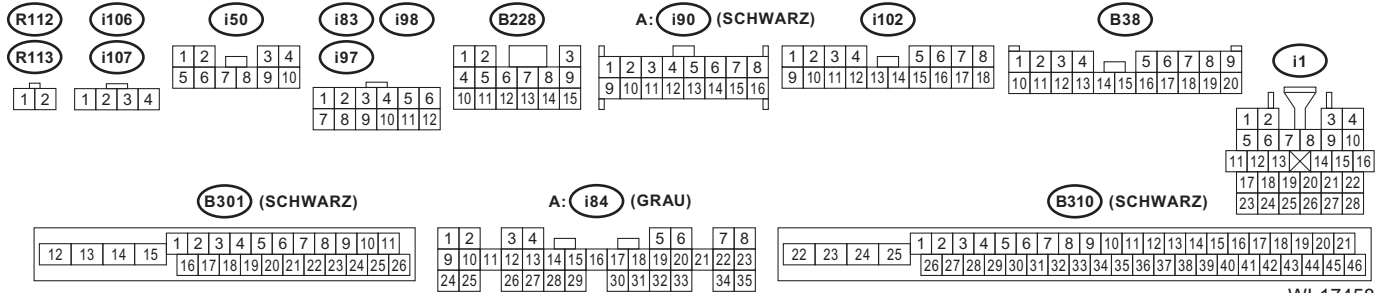 R112 i106 i50 i83 i98 B228 A: i90 (SCHWARZ) i102 B38
R113 i107 i97 i1
1 2
1 2 3 4
1 2 3 4
5 6 7 8 9 10
1 2 3 4 5 6
7 8 9 10 11 12
1 2 3
4 5 6 7 8 9
10 11 12 13 14 15
1 2 3 4 5 6 7 8
9 10 11 12 13 14 15 16
1 2 3 4 5 6 7 8
9 10 11 12 13 14 15 16 17 18
1 2 3 4 5 6 7 8 9
10 11 12 13 14 15 16 17 18 19 20
1 2 3 4
5 6 7 8 9 10
11 12 13 14 15 16
17 18 19 20 21 22
23 24 25 26 27 28
B301 (SCHWARZ) A: i84 (GRAU) B310 (SCHWARZ)
12 13 14 15
1 2 3 4 5 6 7 8 9 10 11
16 17 18 19 20 21 22 23 24 25 26
1 2 3 4 5 6 7 8
9 10 11 12 13 14 15 16 17 18 19 20 21 22 23
24 25 26 27 28 29 30 31 32 33 34 35
22 23 24 25
1 2 3 4 5 6 7 8 9 10 11 12 13 14 15 16 17 18 19 20 21
26 27 28 29 30 31 32 33 34 35 36 37 38 39 40 41 42 43 44 45 46